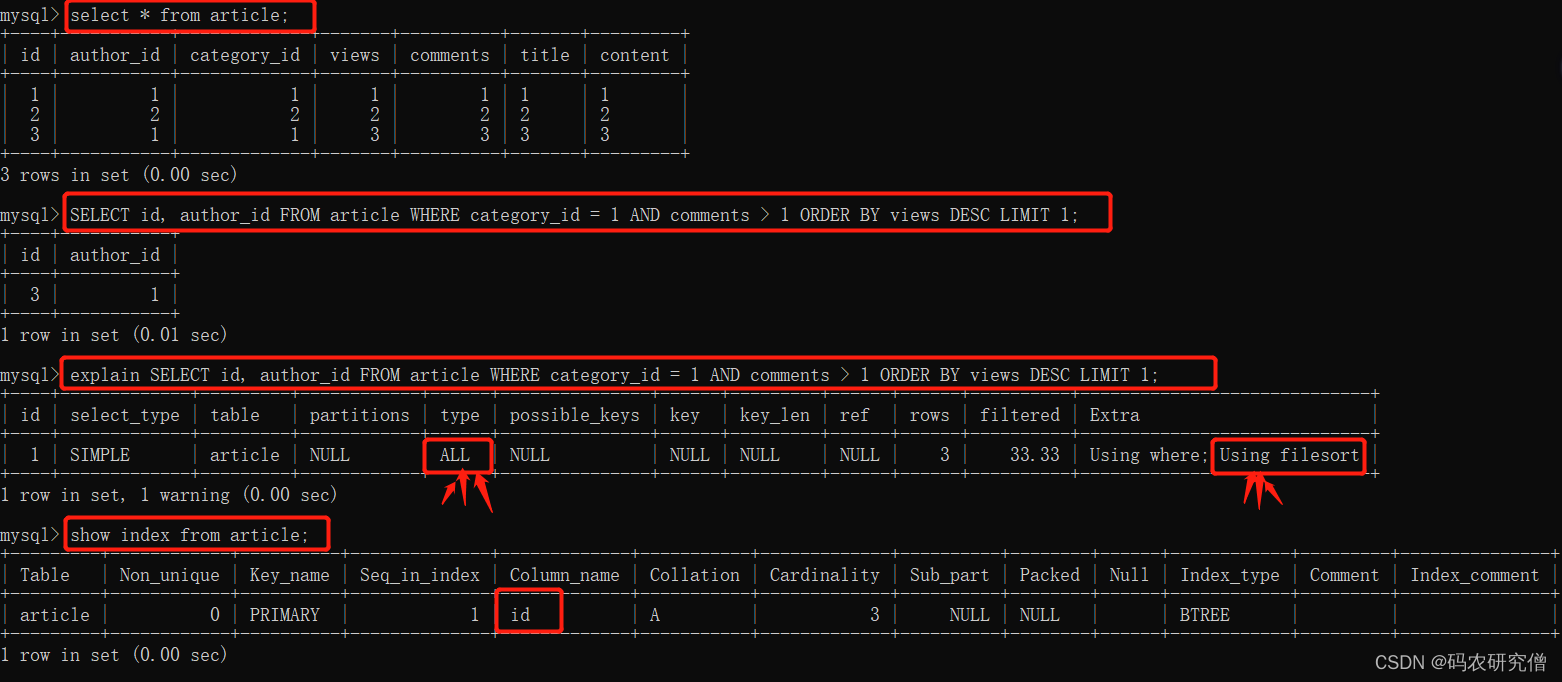 mysql> select * from article;
+----+-----------+-------------+-------+----------+-------+---------+
| id | author_id | category_id | views | comments | title | content |
+----+-----------+-------------+-------+----------+-------+---------+
|  1 |         1 |           1 |     1 |        1 | 1     | 1       |
|  2 |         2 |           2 |     2 |        2 | 2     | 2       |
|  3 |         1 |           1 |     3 |        3 | 3     | 3       |
+----+-----------+-------------+-------+----------+-------+---------+
3 rows in set (0.00 sec)
mysql> SELECT id, author_id FROM article WHERE category_id = 1 AND comments > 1 ORDER BY views DESC LIMIT 1;
+----+-----------+
| id | author_id |
+----+-----------+
|  3 |         1 |
+----+-----------+
1 row in set (0.01 sec)
mysql> explain SELECT id, author_id FROM article WHERE category_id = 1 AND comments > 1 ORDER BY views DESC LIMIT 1;
+----+-------------+---------+------------+------+---------------+------+---------+------+------+----------+-----------------------------+
| id | select_type | table   | partitions | type | possible_keys | key  | key_len | ref  | rows | filtered | Extra                       |
+----+-------------+---------+------------+------+---------------+------+---------+------+------+----------+-----------------------------+
|  1 | SIMPLE      | article | NULL       | ALL  | NULL          | NULL | NULL    | NULL |    3 |    33.33 | Using where; Using filesort |
+----+-------------+---------+------------+------+---------------+------+---------+------+------+----------+-----------------------------+
1 row in set, 1 warning (0.00 sec)
mysql> show index from article;
+---------+------------+----------+--------------+-------------+-----------+-------------+----------+--------+------+------------+---------+---------------+
| Table   | Non_unique | Key_name | Seq_in_index | Column_name | Collation | Cardinality | Sub_part | Packed | Null | Index_type | Comment | Index_comment |
+---------+------------+----------+--------------+-------------+-----------+-------------+----------+--------+------+------------+---------+---------------+
| article |          0 | PRIMARY  |            1 | id          | A         |           3 |     NULL | NULL   |      | BTREE      |         |               |
+---------+------------+----------+--------------+-------------+-----------+-------------+----------+--------+------+------------+---------+---------------+
1 row in set (0.00 sec)
CSDN @码农研究僧